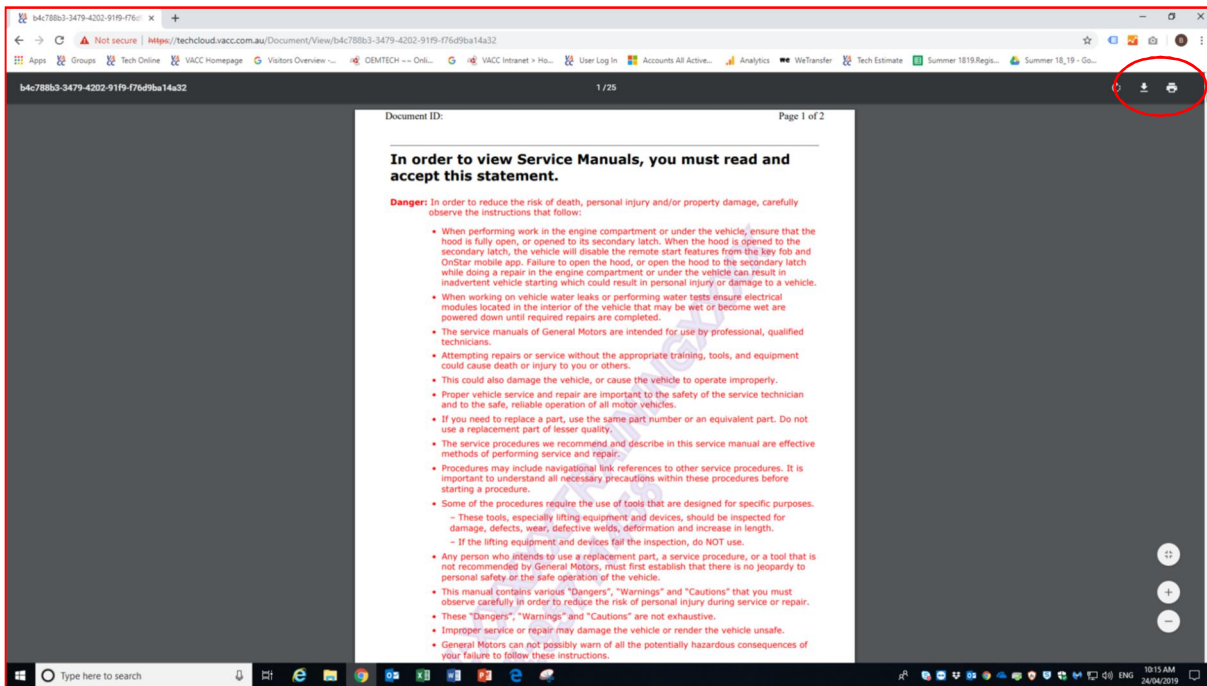 b4c788b3-3479-4202-91f9-f76d
Not secure | https://techcloud.vacc.com.au/Document/View/b4c788b3-3479-4202-91f9-f76d9ba14a32
Apps Groups Tech Online VACC Homepage Visitors Overview -... OEMTECH -- Onli... VACC Intranet > Ho... User Log In Accounts All Active... Analytics WeTransfer Tech Estimate Summer 1819.Regis... Summer 18_19 - Go...
b4c788b3-3479-4202-91f9-f76d9ba14a32 1 / 25
Document ID: Page 1 of 2
In order to view Service Manuals, you must read and
accept this statement.
Danger: In order to reduce the risk of death, personal injury and/or property damage, carefully
observe the instructions that follow:
• When performing work in the engine compartment or under the vehicle, ensure that the
hood is fully open, or opened to its secondary latch. When the hood is opened to the
secondary latch, the vehicle will disable the remote start features from the key fob and
OnStar mobile app. Failure to open the hood, or open the hood to the secondary latch
while doing a repair in the engine compartment or under the vehicle can result in
inadvertent vehicle starting which could result in personal injury or damage to a vehicle.
• When working on vehicle water leaks or performing water tests ensure electrical
modules located in the interior of the vehicle that may be wet or become wet are
powered down until required repairs are completed.
• The service manuals of General Motors are intended for use by professional, qualified
technicians.
• Attempting repairs or service without the appropriate training, tools, and equipment
could cause death or injury to you or others.
• This could also damage the vehicle, or cause the vehicle to operate improperly.
• Proper vehicle service and repair are important to the safety of the service technician
and to the safe, reliable operation of all motor vehicles.
• If you need to replace a part, use the same part number or an equivalent part. Do not
use a replacement part of lesser quality.
• The service procedures we recommend and describe in this service manual are effective
methods of performing service and repair.
• Procedures may include navigational link references to other service procedures. It is
important to understand all necessary precautions within these procedures before
starting a procedure.
• Some of the procedures require the use of tools that are designed for specific purposes.
– These tools, especially lifting equipment and devices, should be inspected for
damage, defects, wear, defective welds, deformation and increase in length.
– If the lifting equipment and devices fail the inspection, do NOT use.
• Any person who intends to use a replacement part, a service procedure, or a tool that is
not recommended by General Motors, must first establish that there is no jeopardy to
personal safety or the safe operation of the vehicle.
• This manual contains various "Dangers", "Warnings" and "Cautions" that you must
observe carefully in order to reduce the risk of personal injury during service or repair.
• These "Dangers", "Warnings" and "Cautions" are not exhaustive.
• Improper service or repair may damage the vehicle or render the vehicle unsafe.
• General Motors can not possibly warn of all the potentially hazardous consequences of
your failure to follow these instructions.
Type here to search
ENG
10:15 AM
24/04/2019